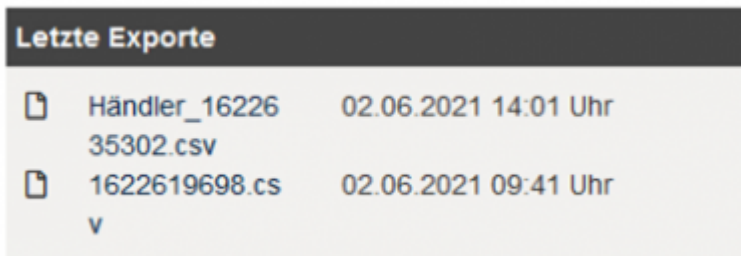 Letzte Exporte
Händler_16226 02.06.2021 14:01 Uhr
35302.csv
1622619698.cs 02.06.2021 09:41 Uhr
v